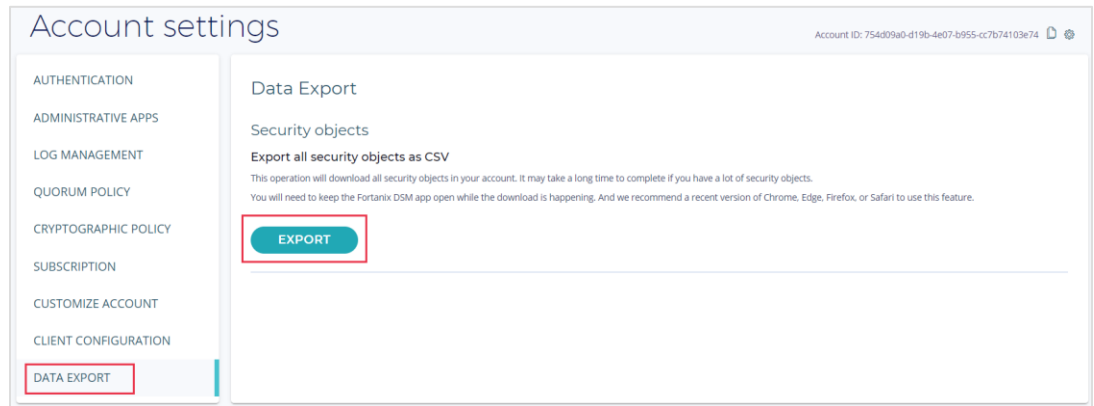 Account settings
Account ID: 754d09a0-d19b-4e07-b955-cc7b74103e74
AUTHENTICATION
ADMINISTRATIVE APPS
LOG MANAGEMENT
QUORUM POLICY
CRYPTOGRAPHIC POLICY
SUBSCRIPTION
CUSTOMIZE ACCOUNT
CLIENT CONFIGURATION
DATA EXPORT
Data Export
Security objects
Export all security objects as CSV
This operation will download all security objects in your account. It may take a long time to complete if you have a lot of security objects.
You will need to keep the Fortanix DSM app open while the download is happening. And we recommend a recent version of Chrome, Edge, Firefox, or Safari to use this feature.
EXPORT